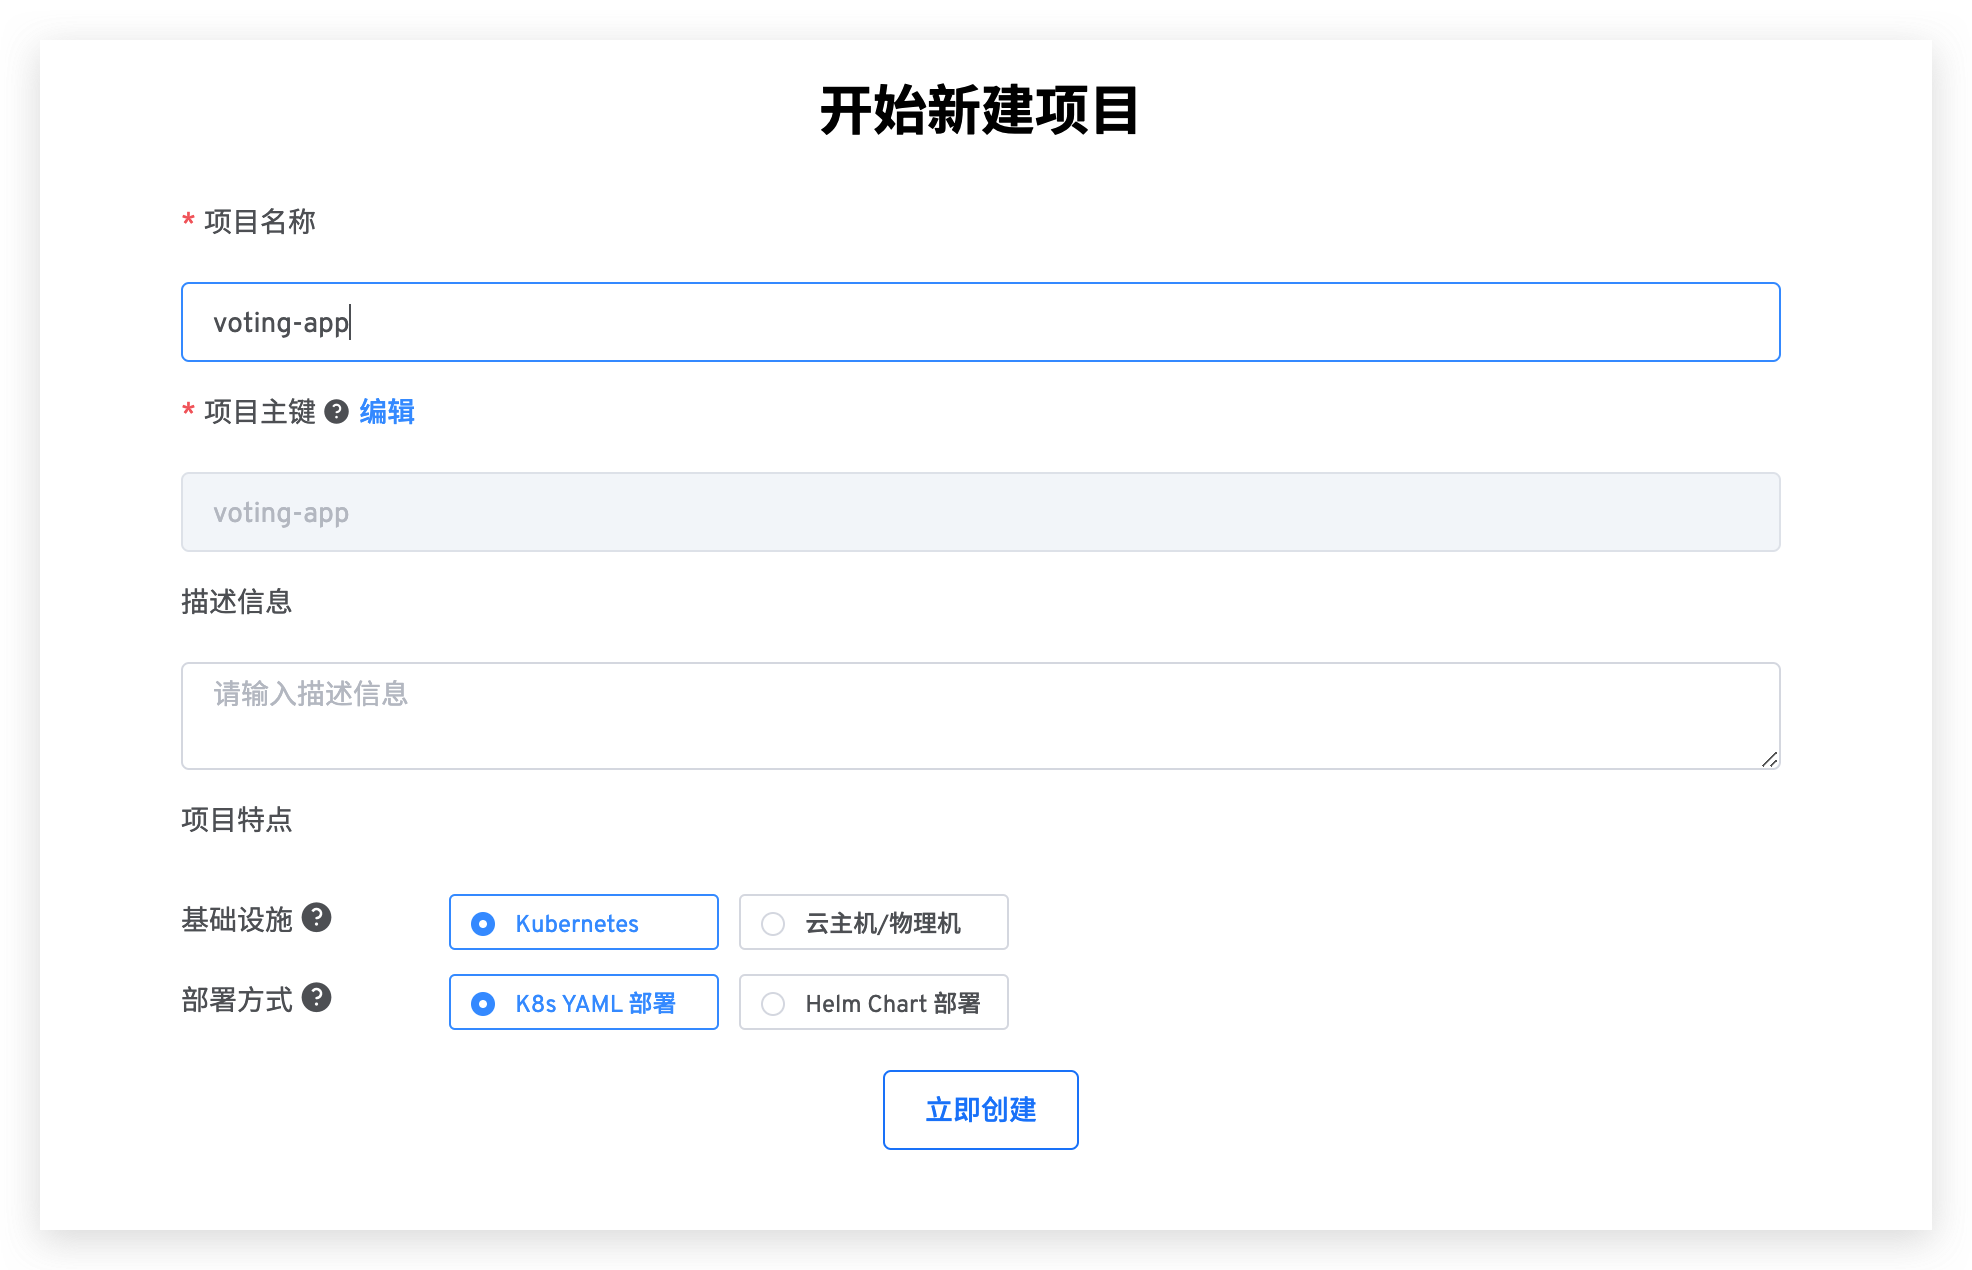 开始新建项目
* 项目名称
voting-app
* 项目主键 ? 编辑
voting-app
描述信息
请输入描述信息
项目特点
基础设施 ? Kubernetes 云主机/物理机
部署方式 ? K8s YAML 部署 Helm Chart 部署
立即创建